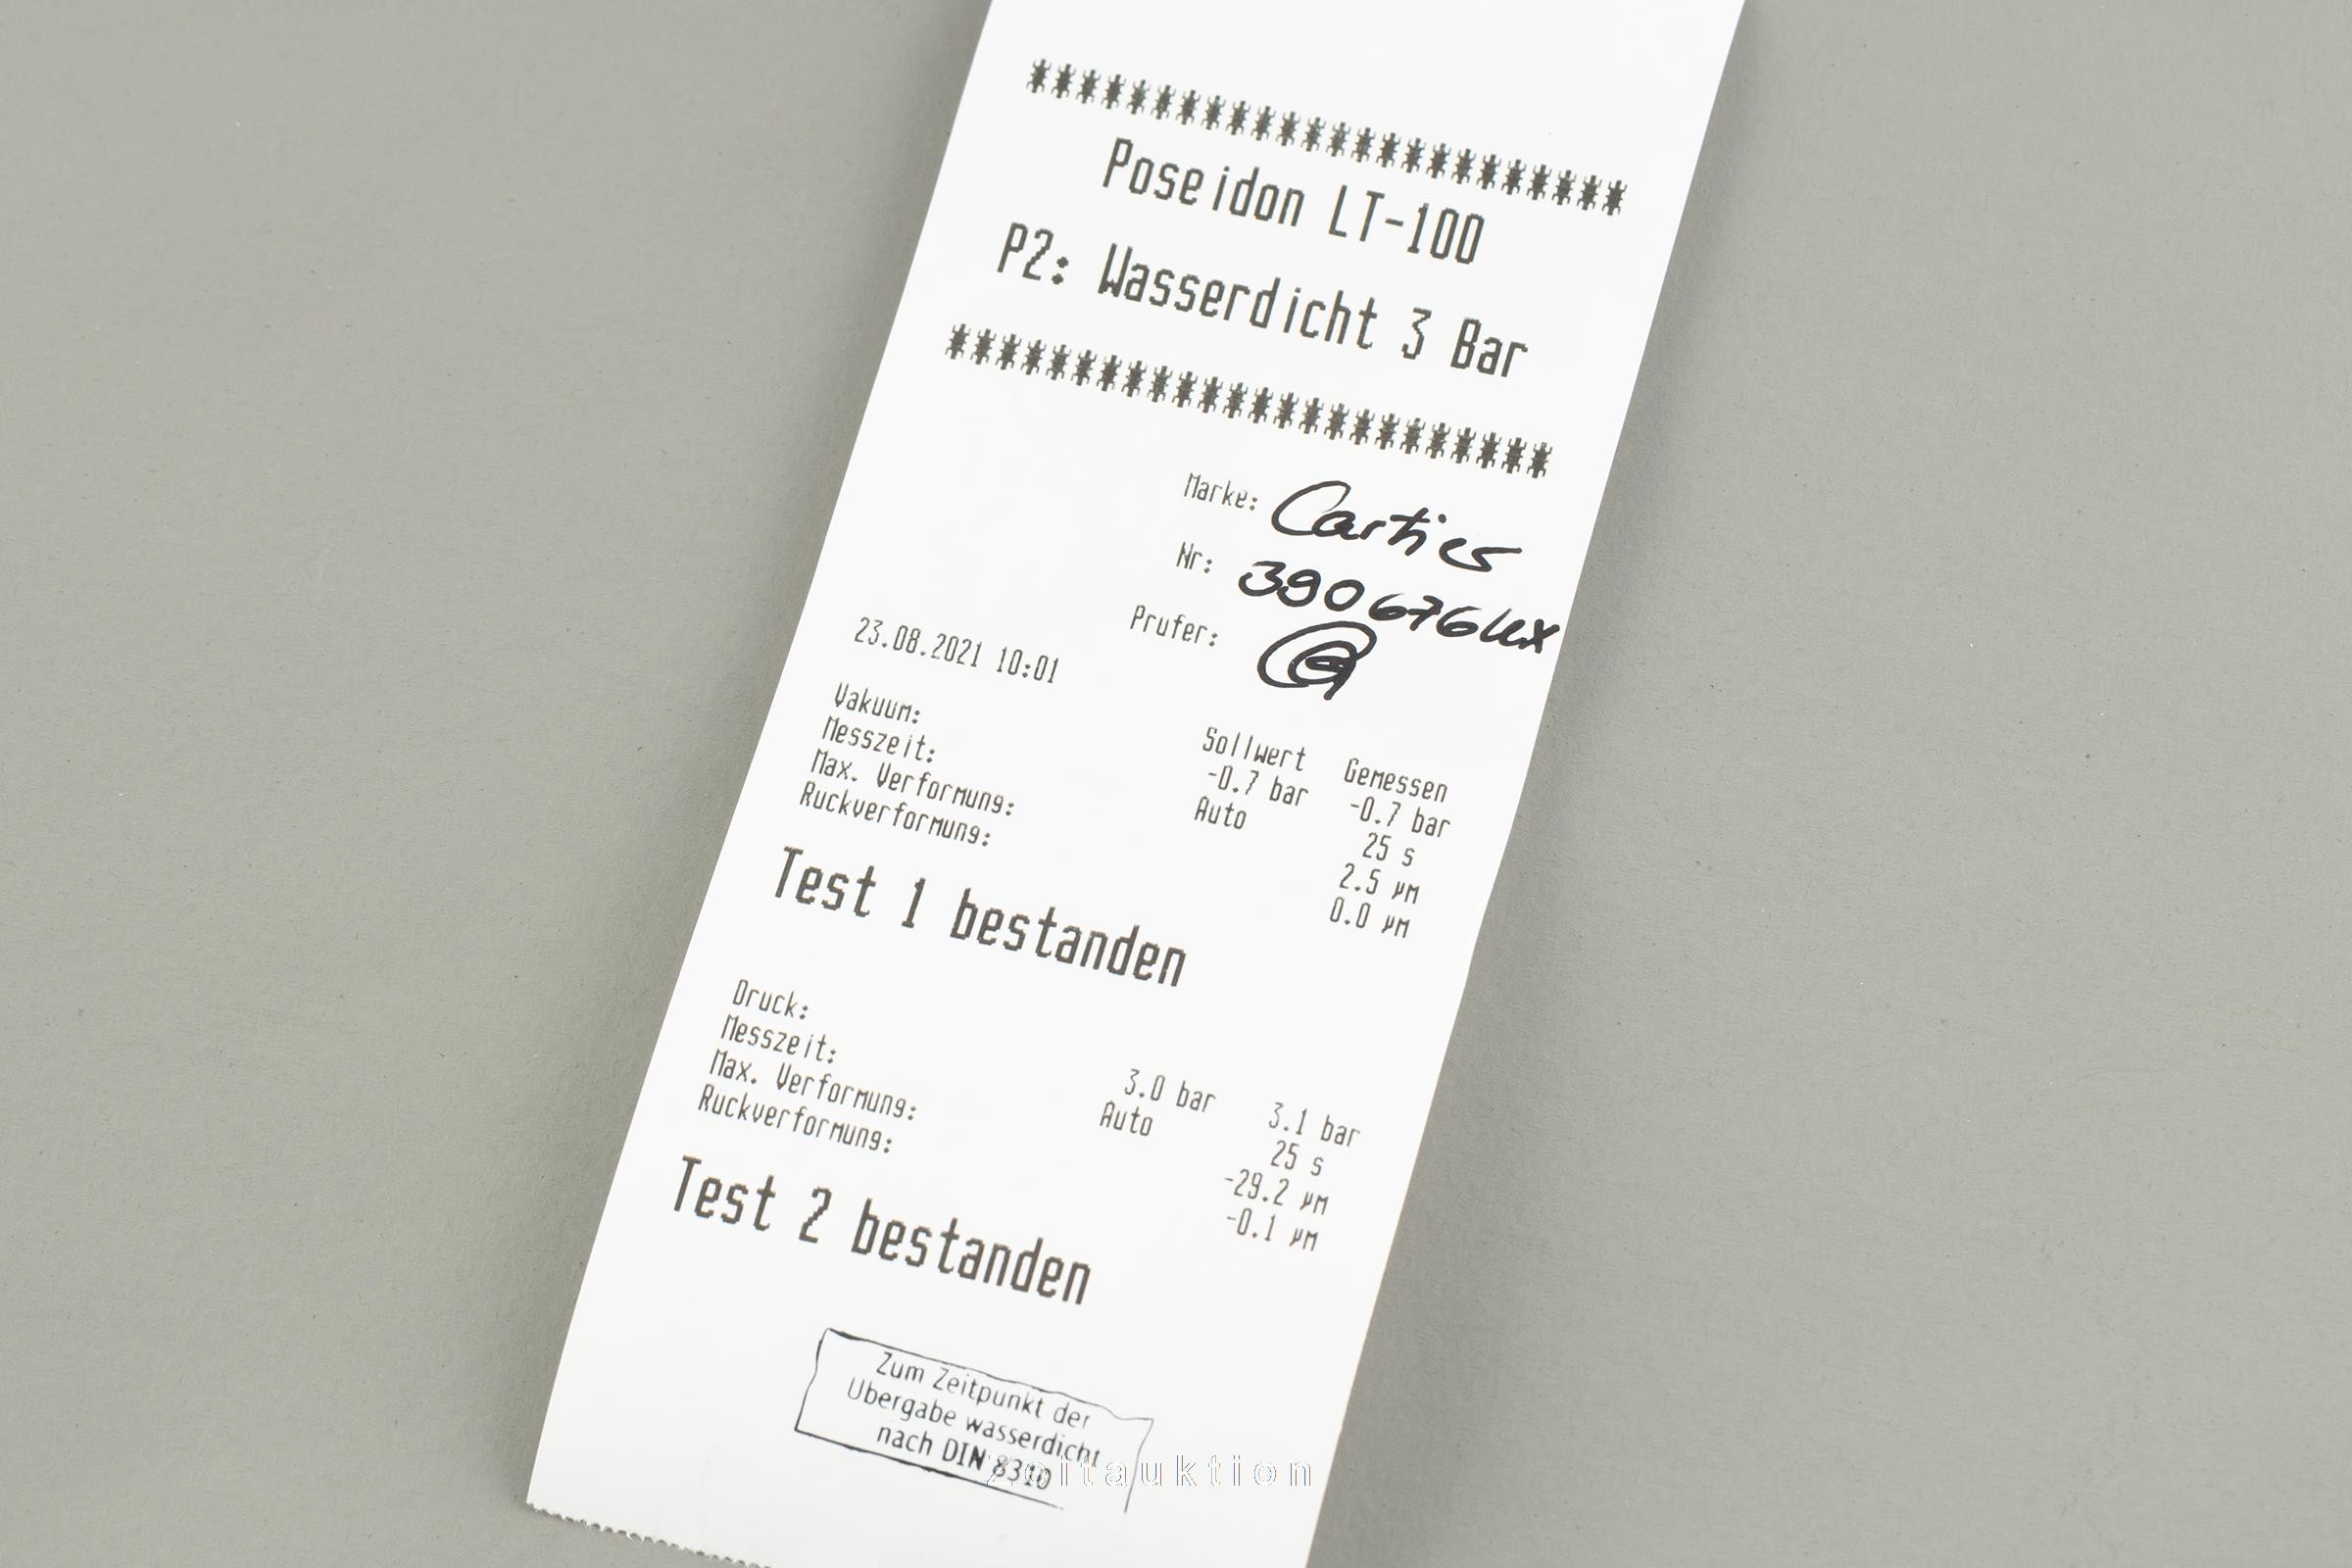 ************************
Poseidon LT-100
P2: Wasserdicht 3 Bar
************************
Marke: Cartier
Nr: 390676UX
Prufer:
23.08.2021 10:01
Sollwert Gemessen
Vakuum: -0.7 bar -0.7 bar
Messzeit: Auto 25 s
Max. Verformung: 2.5 µm
Ruckverformung: 0.0 µm
Test 1 bestanden
Druck: 3.0 bar 3.1 bar
Messzeit: Auto 25 s
Max. Verformung: -29.2 µm
Ruckverformung: -0.1 µm
Test 2 bestanden
Zum Zeitpunkt der
Übergabe wasserdicht
nach DIN 8310
Zeitauktion